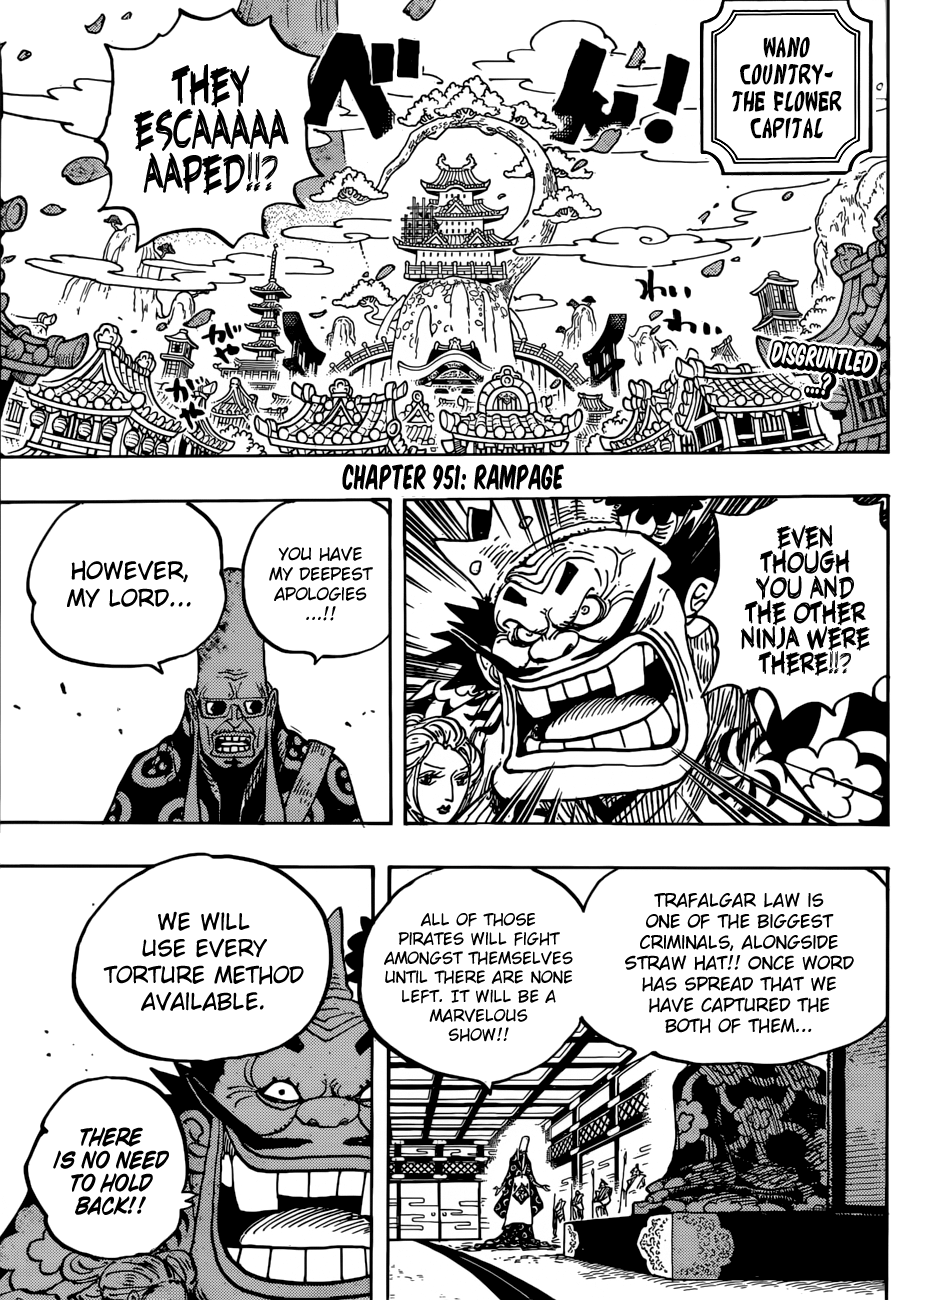 WANO
COUNTRY-
THE FLOWER
CAPITAL
べん!
THEY
ESCAAAAA
AAPED!!?
わい
わい
がや
がや
DISGRUNTLED
...?
CHAPTER 951: RAMPAGE
EVEN
THOUGH
YOU AND
THE OTHER
NINJA WERE
THERE!!?
YOU HAVE
MY DEEPEST
APOLOGIES
...!!
HOWEVER,
MY LORD...
TRAFALGAR LAW IS
ONE OF THE BIGGEST
CRIMINALS, ALONGSIDE
STRAW HAT!! ONCE WORD
HAS SPREAD THAT WE
HAVE CAPTURED THE
BOTH OF THEM...
ALL OF THOSE
PIRATES WILL FIGHT
AMONGST THEMSELVES
UNTIL THERE ARE NONE
LEFT. IT WILL BE A
MARVELOUS
SHOW!!
WE WILL
USE EVERY
TORTURE METHOD
AVAILABLE.
THERE
IS NO NEED
TO HOLD
BACK!!